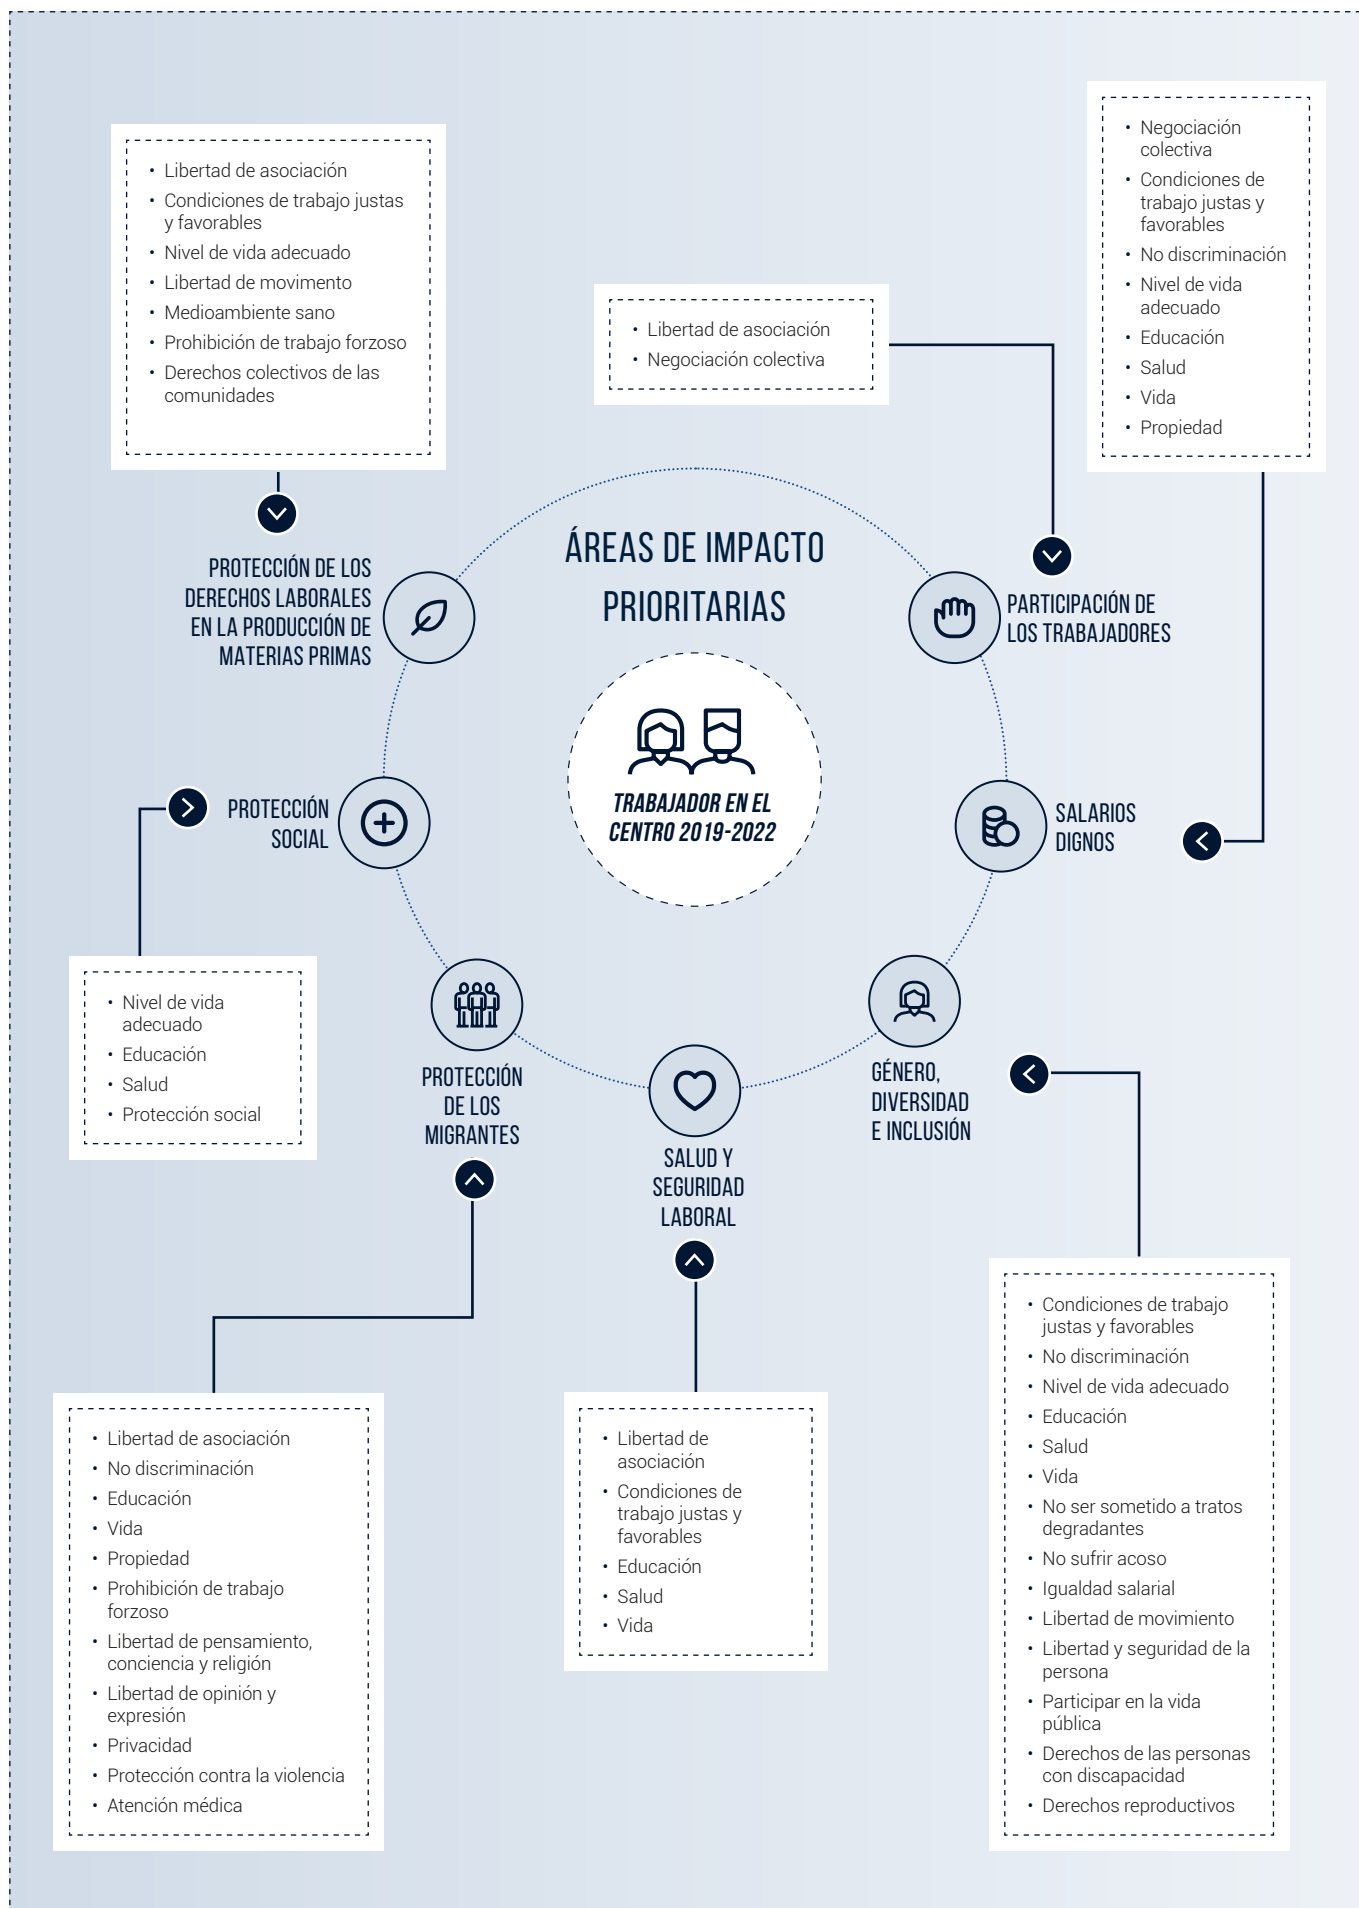 • Libertad de asociación
• Condiciones de trabajo justas
y favorables
• Nivel de vida adecuado
• Libertad de movimento
• Medioambiente sano
• Prohibición de trabajo forzoso
• Derechos colectivos de las
comunidades
• Libertad de asociación
• Negociación colectiva
• Negociación
colectiva
• Condiciones de
trabajo justas y
favorables
• No discriminación
• Nivel de vida
adecuado
• Educación
• Salud
• Vida
• Propiedad
ÁREAS DE IMPACTO
PRIORITARIAS
PROTECCIÓN DE LOS
DERECHOS LABORALES
EN LA PRODUCCIÓN DE
MATERIAS PRIMAS
PARTICIPACIÓN DE
LOS TRABAJADORES
TRABAJADOR EN EL
CENTRO 2019-2022
PROTECCIÓN
SOCIAL
SALARIOS
DIGNOS
• Nivel de vida
adecuado
• Educación
• Salud
• Protección social
PROTECCIÓN
DE LOS
MIGRANTES
SALUD Y
SEGURIDAD
LABORAL
GÉNERO,
DIVERSIDAD
E INCLUSIÓN
• Libertad de asociación
• No discriminación
• Educación
• Vida
• Propiedad
• Prohibición de trabajo
forzoso
• Libertad de pensamiento,
conciencia y religión
• Libertad de opinión y
expresión
• Privacidad
• Protección contra la violencia
• Atención médica
• Libertad de
asociación
• Condiciones de
trabajo justas y
favorables
• Educación
• Salud
• Vida
• Condiciones de trabajo
justas y favorables
• No discriminación
• Nivel de vida adecuado
• Educación
• Salud
• Vida
• No ser sometido a tratos
degradantes
• No sufrir acoso
• Igualdad salarial
• Libertad de movimiento
• Libertad y seguridad de la
persona
• Participar en la vida
pública
• Derechos de las personas
con discapacidad
• Derechos reproductivos